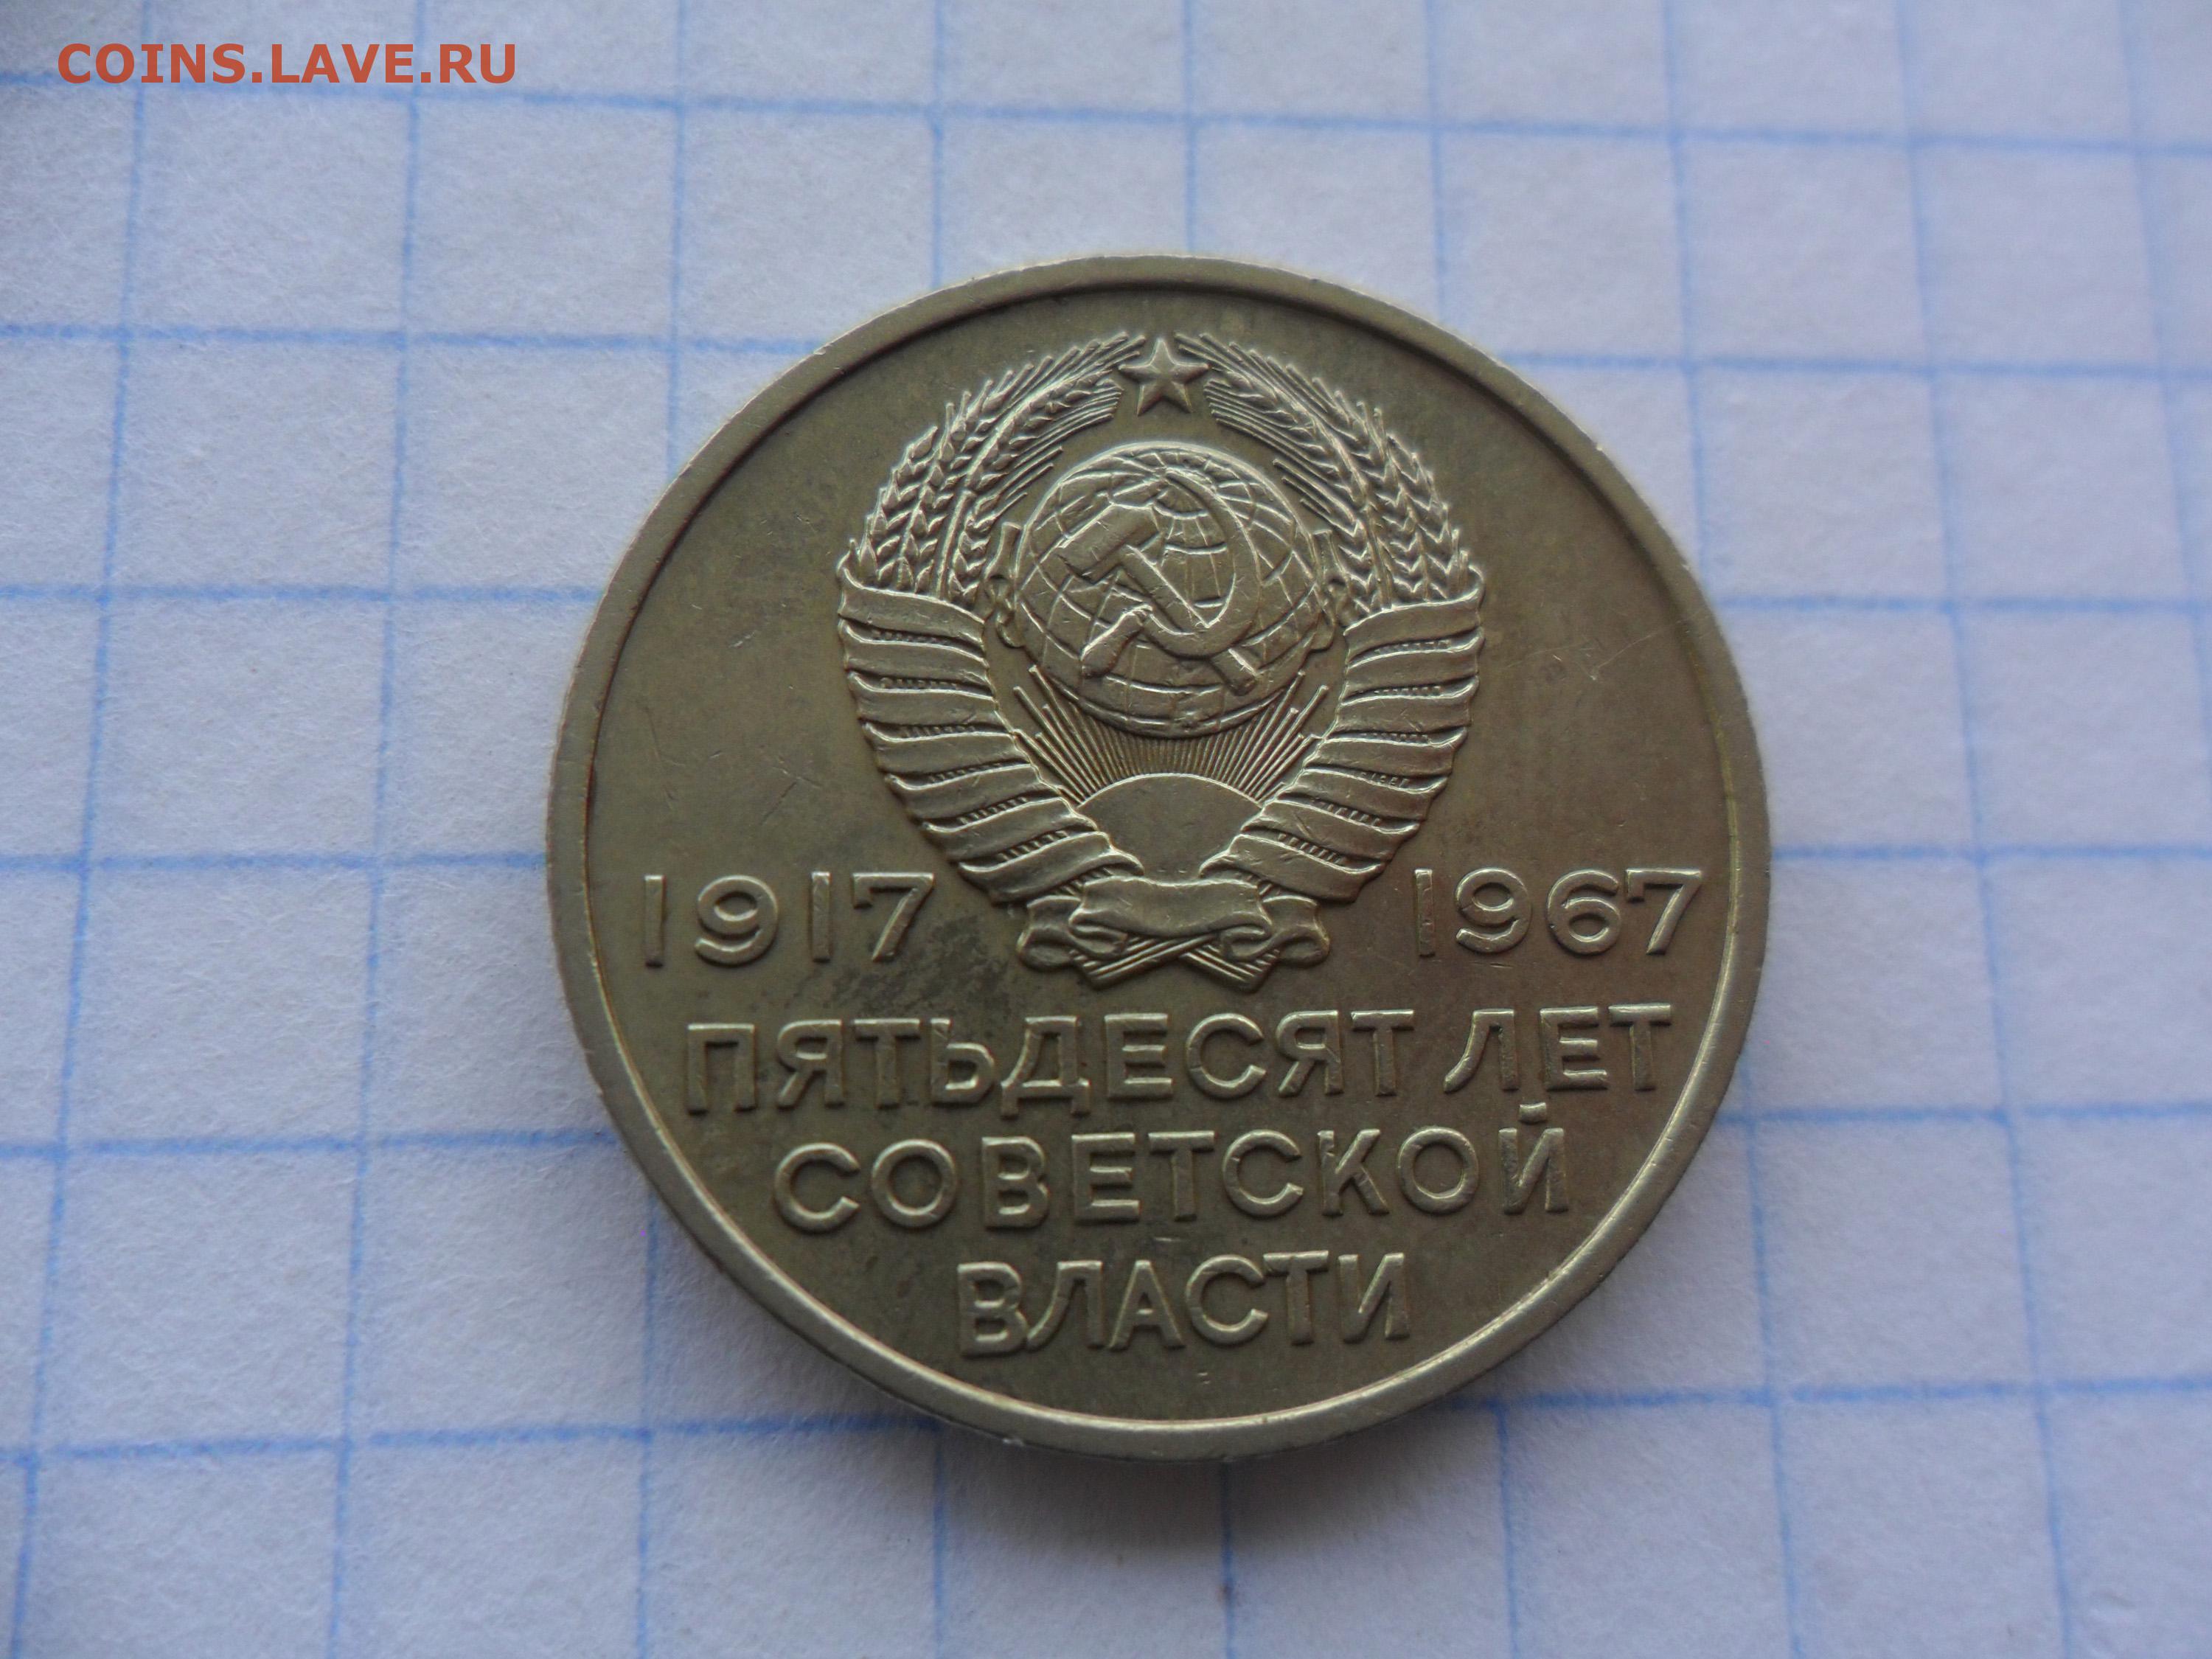 COINS.LAVE.RU
1917 1967
ПЯТЬДЕСЯТ ЛЕТ
СОВЕТСКОЙ
ВЛАСТИ